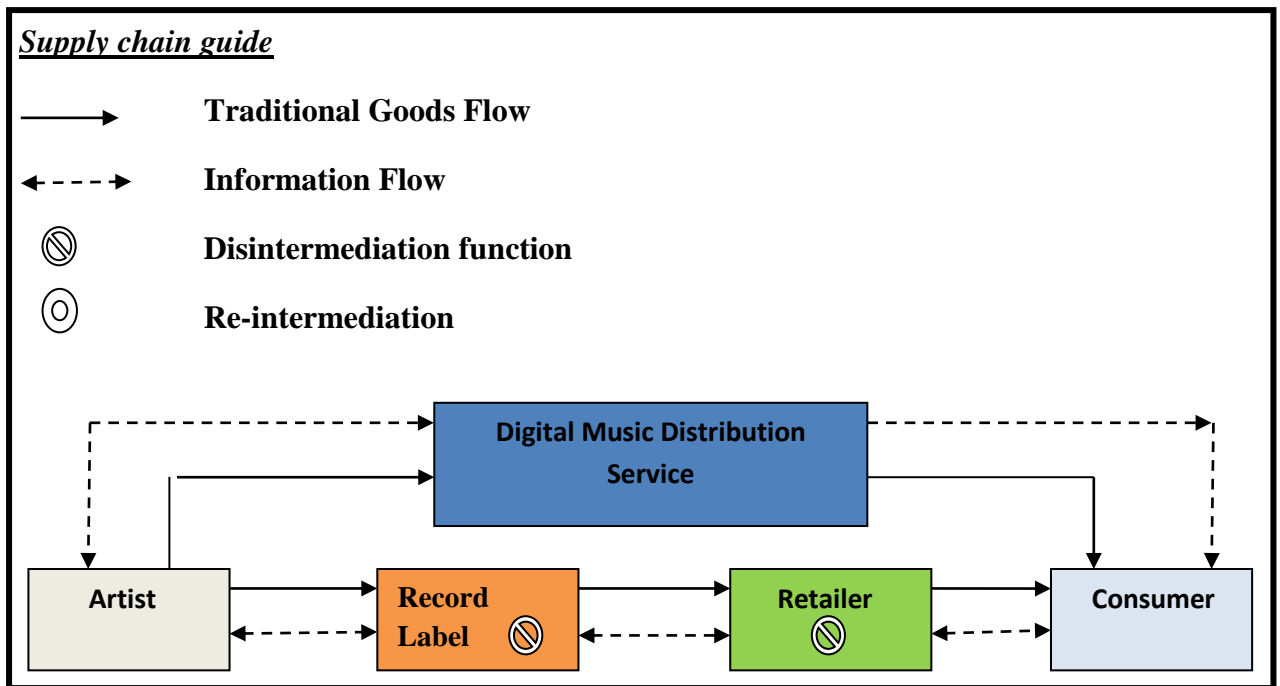 Supply chain guide
Traditional Goods Flow
Information Flow
Disintermediation function
Re-intermediation
Digital Music Distribution
Service
Artist
Record
Label
Retailer
Consumer